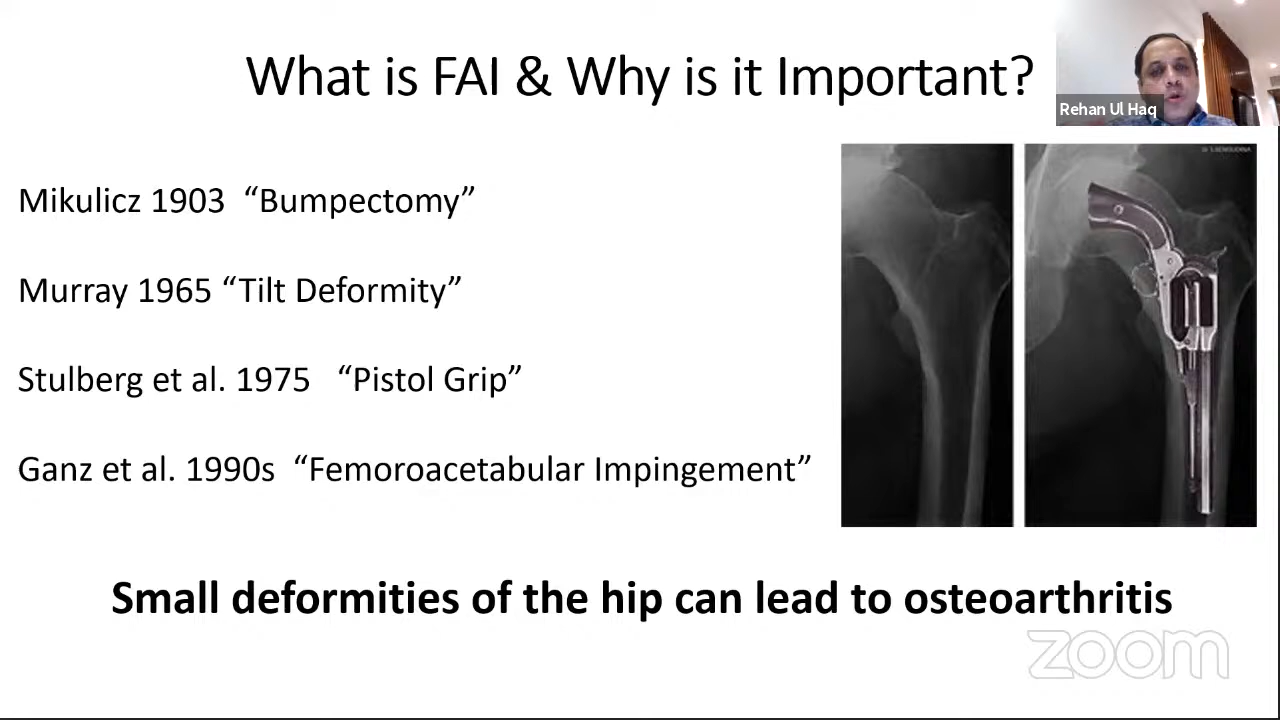 What is FAI & Why is it Important?
Rehan Ul Haq
Mikulicz 1903 “Bumpectomy”
Murray 1965 “Tilt Deformity”
Stulberg et al. 1975 “Pistol Grip”
Ganz et al. 1990s “Femoroacetabular Impingement”
Small deformities of the hip can lead to osteoarthritis
zoom